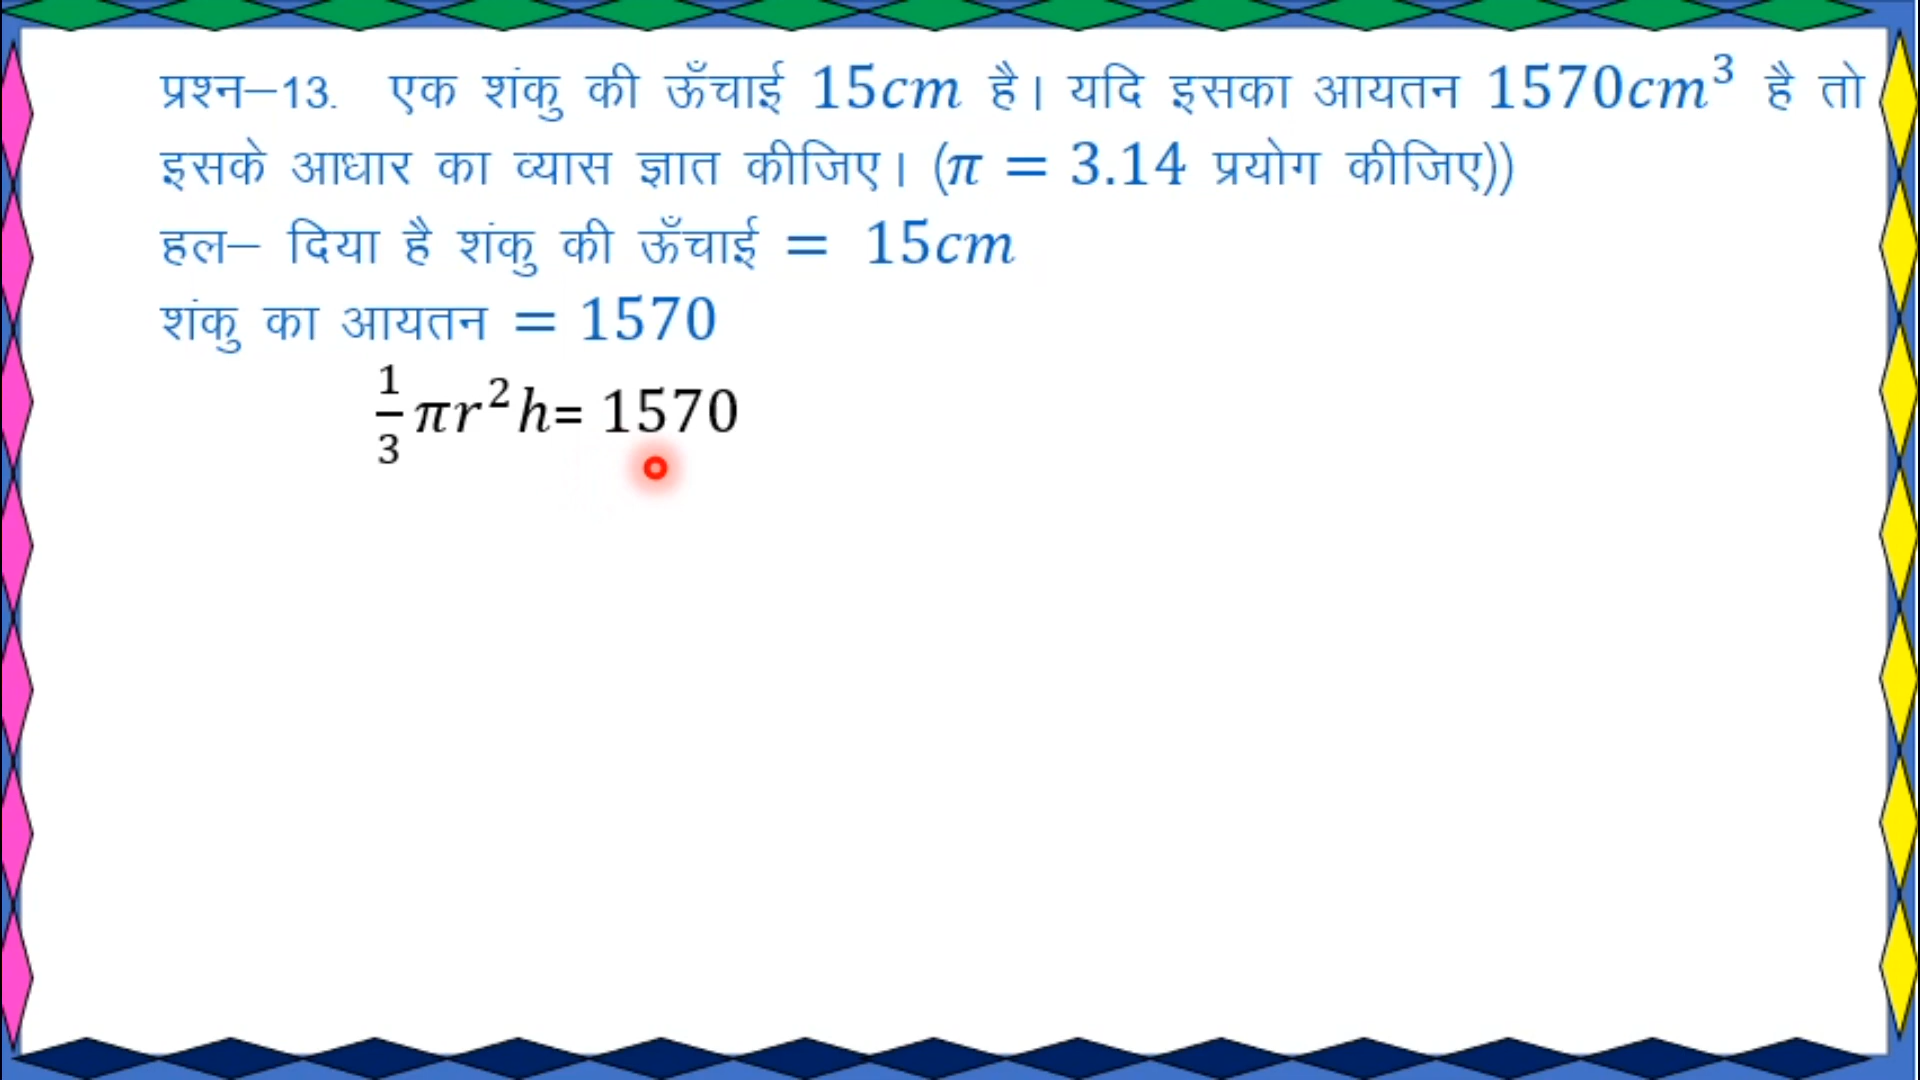 प्रश्न–13. एक शंकु की ऊँचाई 15cm है। यदि इसका आयतन 1570cm³ है तो
इसके आधार का व्यास ज्ञात कीजिए। (π = 3.14 प्रयोग कीजिए))
हल– दिया है शंकु की ऊँचाई = 15cm
शंकु का आयतन = 1570
1/3 πr²h= 1570